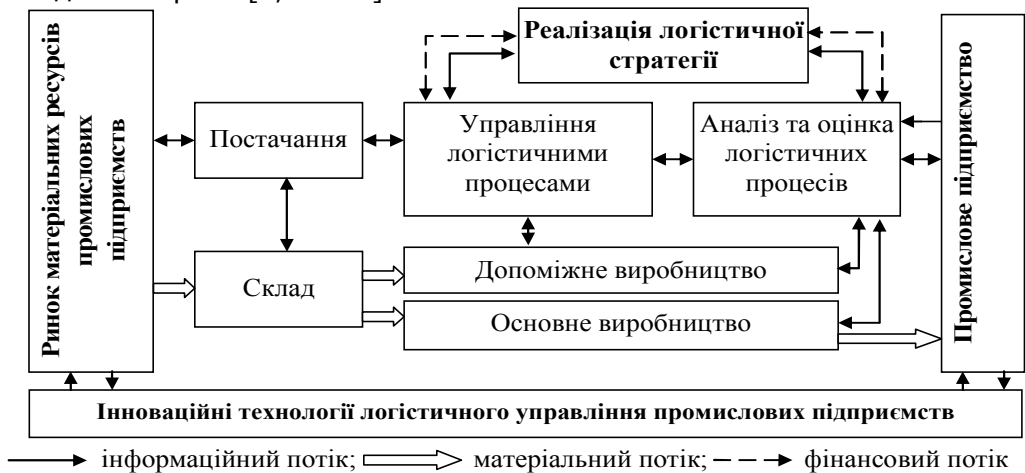 Реалізація логістичної
стратегії
Ринок матеріальних ресурсів
промислових
підприємств
Постачання
Управління
логістичними
процесами
Аналіз та оцінка
логістичних
процесів
Промислове підприємство
Склад
Допоміжне виробництво
Основне виробництво
Інноваційні технології логістичного управління промислових підприємств
інформаційний потік; матеріальний потік; фінансовий потік